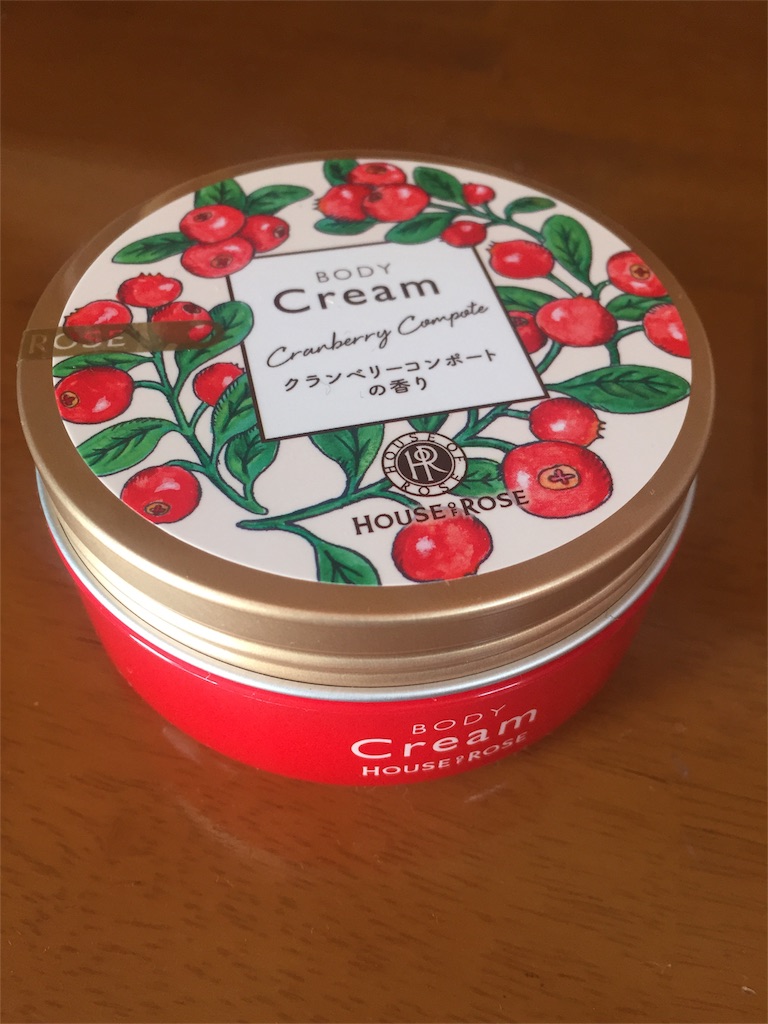 BODY
Cream
Cranberry Compote
クランベリーコンポート
の香り
ROSE
HOUSE OF
ROSE
HR
HOUSE OF ROSE
BODY
Cream
HOUSE OF ROSE